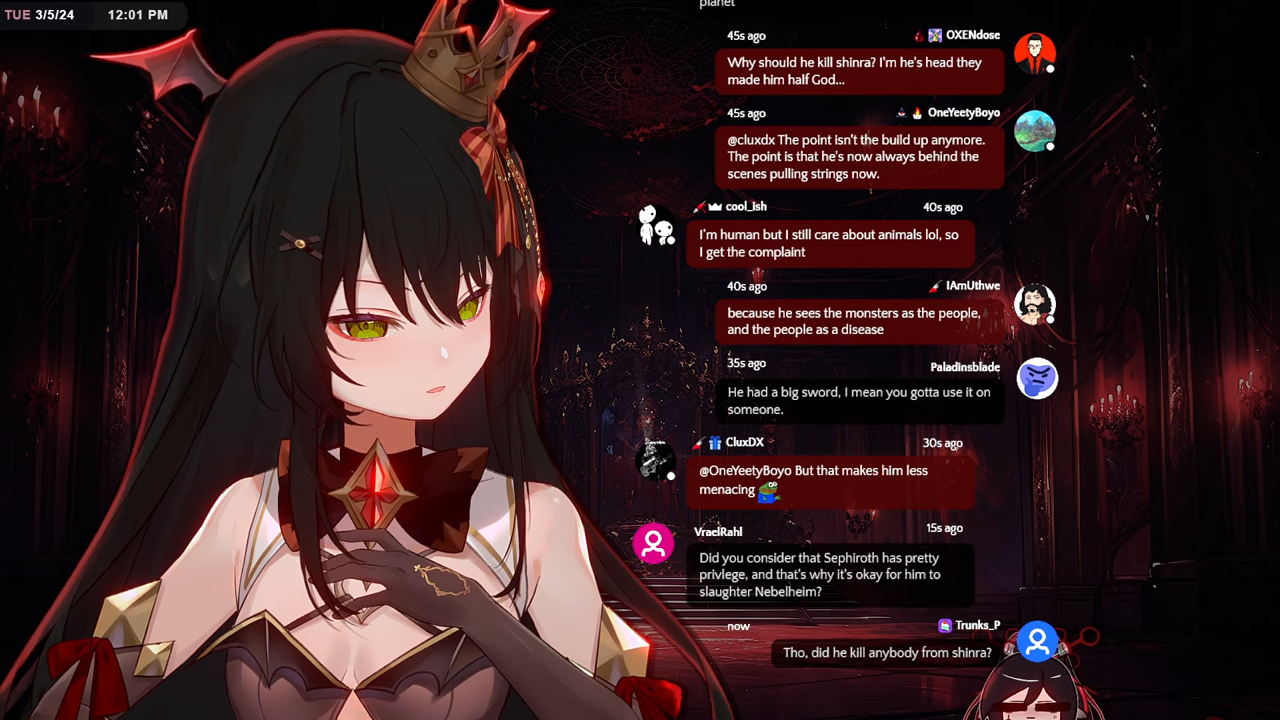 TUE 3/5/24 12:01 PM
planet
45s ago OXENdose
Why should he kill shinra? I'm he's head they
made him half God...
45s ago OneYeetyBoyo
@cluxdx The point isn't the build up anymore.
The point is that he's now always behind the
scenes pulling strings now.
cool_ish 40s ago
I'm human but I still care about animals lol, so
I get the complaint
40s ago IAmUthwe
because he sees the monsters as the people,
and the people as a disease
35s ago Paladinsblade
He had a big sword, I mean you gotta use it on
someone.
CluxDX 30s ago
@OneYeetyBoyo But that makes him less
menacing
VraelRahl 15s ago
Did you consider that Sephiroth has pretty
privlege, and that's why it's okay for him to
slaughter Nebelheim?
now Trunks_P
Tho, did he kill anybody from shinra?